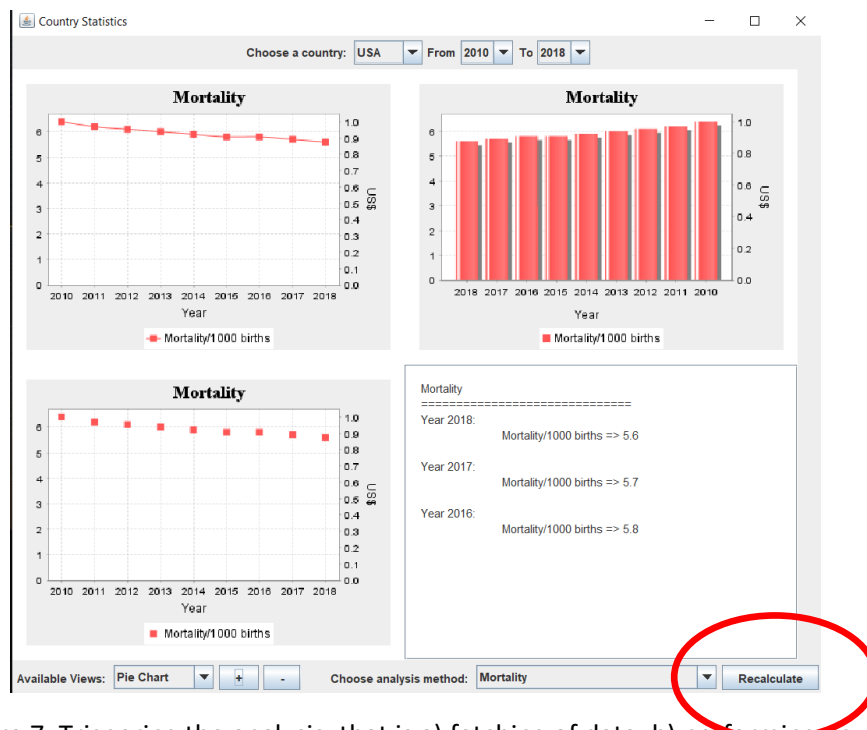 Country Statistics
Choose a country: USA From 2010 To 2018
Mortality
6
5
4
3
2
1
0
1.0
0.9
0.8
0.7
0.6
0.5
0.4
0.3
0.2
0.1
0.0
US$
2010 2011 2012 2013 2014 2015 2016 2017 2018
Year
Mortality/1000 births
Mortality
6
5
4
3
2
1
0
1.0
0.8
0.6
0.4
0.2
0.0
US$
2018 2017 2016 2015 2014 2013 2012 2011 2010
Year
Mortality/1000 births
Mortality
6
5
4
3
2
1
0
1.0
0.9
0.8
0.7
0.6
0.5
0.4
0.3
0.2
0.1
0.0
US$
2010 2011 2012 2013 2014 2015 2016 2017 2018
Year
Mortality/1000 births
Mortality
==============================
Year 2018:
Mortality/1000 births => 5.6
Year 2017:
Mortality/1000 births => 5.7
Year 2016:
Mortality/1000 births => 5.8
Available Views: Pie Chart + - Choose analysis method: Mortality Recalculate